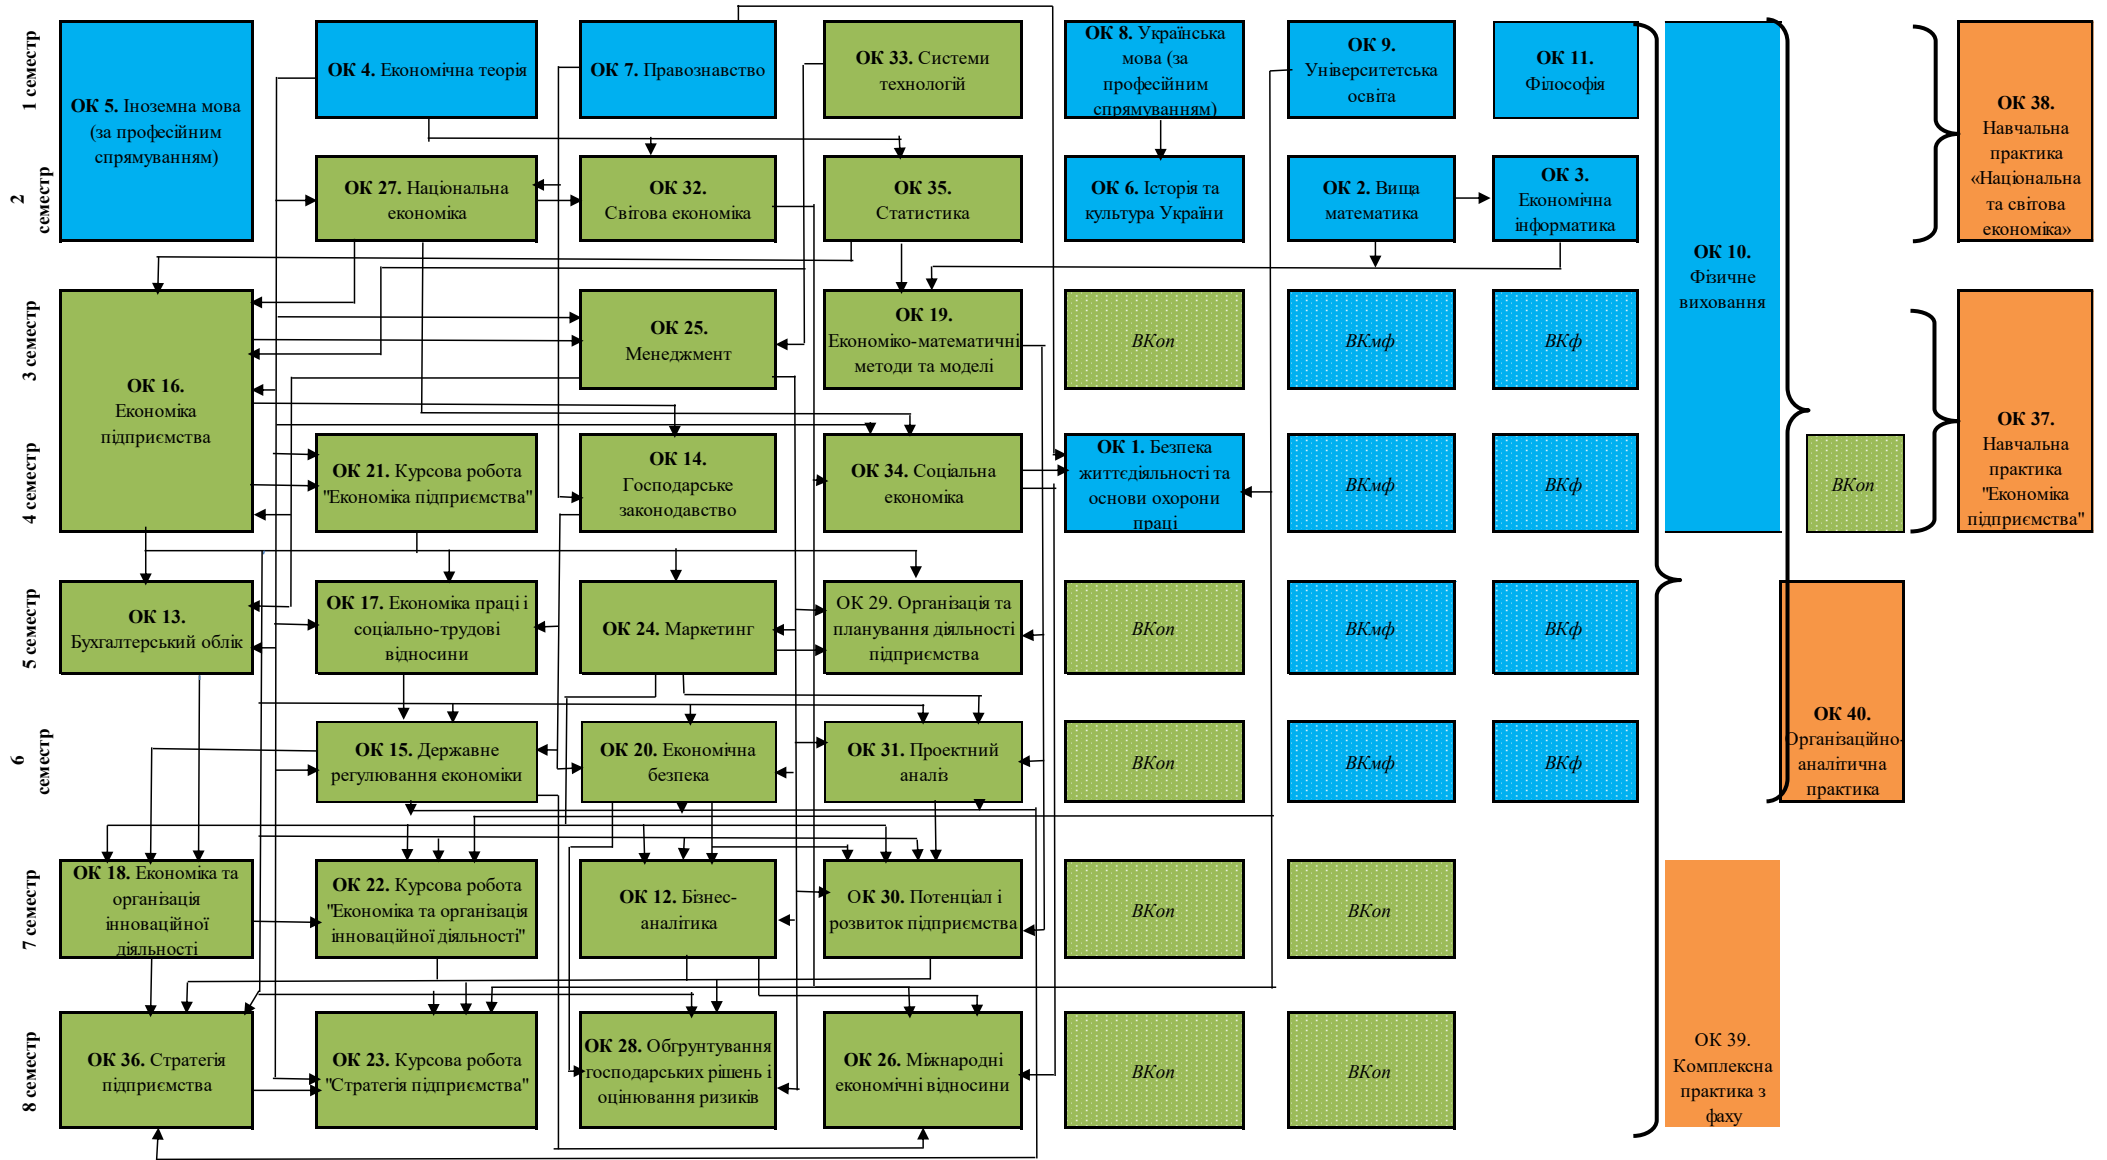 1 семестр
ОК 5. Іноземна мова
(за професійним
спрямуванням)
ОК 4. Економічна теорія
ОК 7. Правознавство
ОК 33. Системи
технологій
ОК 8. Українська
мова (за
професійним
спрямуванням)
ОК 9.
Університетська
освіта
ОК 11.
Філософія
ОК 10.
Фізичне
виховання
ОК 38.
Навчальна
практика
«Національна
та світова
економіка»
2
семестр
ОК 27. Національна
економіка
ОК 32.
Світова економіка
ОК 35.
Статистика
ОК 6. Історія та
культура України
ОК 2. Вища
математика
ОК 3.
Економічна
інформатика
3 семестр
ОК 16.
Економіка
підприємства
ОК 25.
Менеджмент
ОК 19.
Економіко-математичні
методи та моделі
ВКоп
ВКмф
ВКф
ОК 37.
Навчальна
практика
"Економіка
підприємства"
4 семестр
ОК 21. Курсова робота
"Економіка підприємства"
ОК 14.
Господарське
законодавство
ОК 34. Соціальна
економіка
ОК 1. Безпека
життєдіяльності та
основи охорони
праці
ВКмф
ВКф
ВКоп
5 семестр
ОК 13.
Бухгалтерський облік
ОК 17. Економіка праці і
соціально-трудові
відносини
ОК 24. Маркетинг
ОК 29. Організація та
планування діяльності
підприємства
ВКоп
ВКмф
ВКф
ОК 40.
Організаційно-
аналітична
практика
6
семестр
ОК 15. Державне
регулювання економіки
ОК 20. Економічна
безпека
ОК 31. Проектний
аналіз
ВКоп
ВКмф
ВКф
7 семестр
ОК 18. Економіка та
організація
інноваційної
діяльності
ОК 22. Курсова робота
"Економіка та організація
інноваційної діяльності"
ОК 12. Бізнес-
аналітика
ОК 30. Потенціал і
розвиток підприємства
ВКоп
ВКоп
ОК 39.
Комплексна
практика з
фаху
8 семестр
ОК 36. Стратегія
підприємства
ОК 23. Курсова робота
"Стратегія підприємства"
ОК 28. Обгрунтування
господарських рішень і
оцінювання ризиків
ОК 26. Міжнародні
економічні відносини
ВКоп
ВКоп